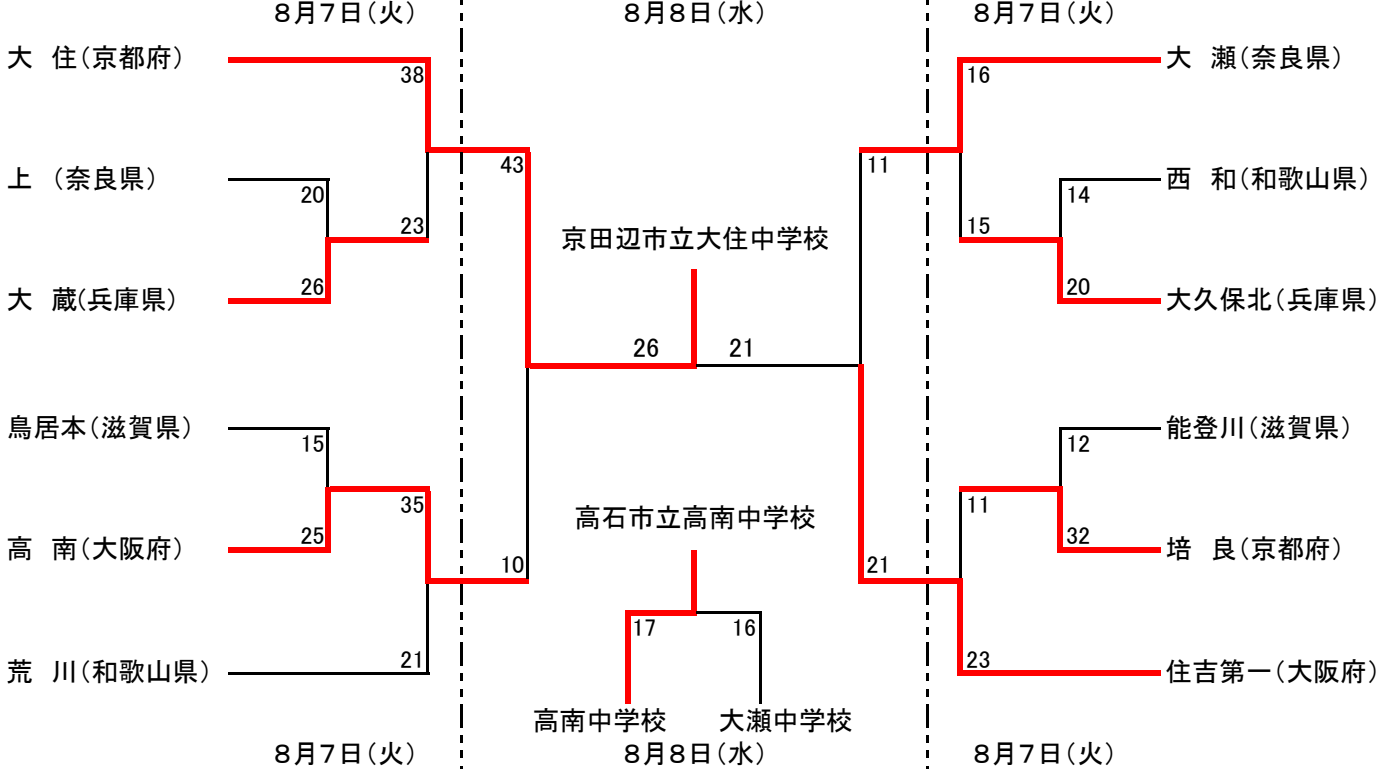 ８月７日（火）　８月８日（水）　８月７日（火）
大　住（京都府）　大　瀬（奈良県）
38　16
43　11
上　（奈良県）　西　和（和歌山県）
20　14
23　15
京田辺市立大住中学校
大　蔵（兵庫県）　大久保北（兵庫県）
26　20
26　21
鳥居本（滋賀県）　能登川（滋賀県）
15　12
35　11
高石市立高南中学校
高　南（大阪府）　培　良（京都府）
25　32
10　21
17　16
荒　川（和歌山県）　住吉第一（大阪府）
21　23
高南中学校　大瀬中学校
８月７日（火）　８月８日（水）　８月７日（火）